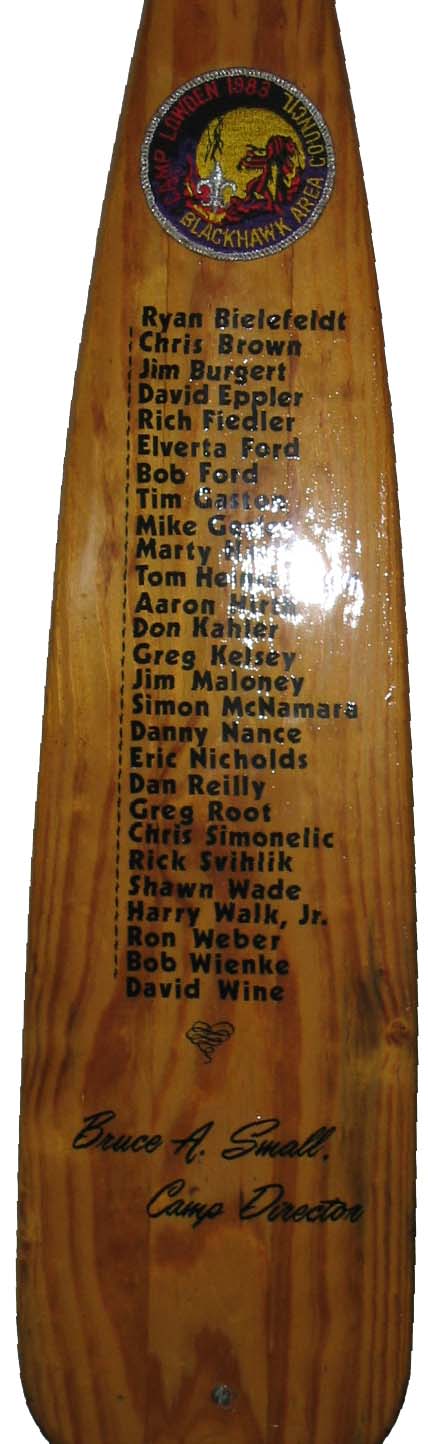 CAMP LOWDEN 1983
BLACKHAWK AREA COUNCIL
Ryan Bielefeldt
Chris Brown
Jim Burgert
David Eppler
Rich Fiedler
Elverta Ford
Bob Ford
Tim Gaston
Mike
Marty
Tom
Aaron Hirth
Don Kahler
Greg Kelsey
Jim Maloney
Simon McNamara
Danny Nance
Eric Nicholds
Dan Reilly
Greg Root
Chris Simonelic
Rick Svihlik
Shawn Wade
Harry Walk, Jr.
Ron Weber
Bob Wienke
David Wine
Bruce A. Small,
Camp Director